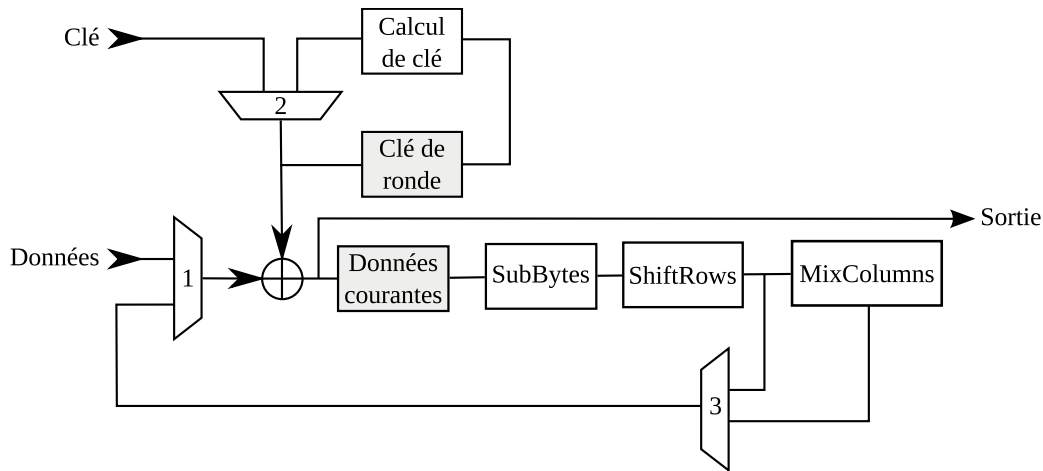 Clé
Calcul
de clé
2
Clé de
ronde
Sortie
Données
1
Données
courantes
SubBytes
ShiftRows
MixColumns
3